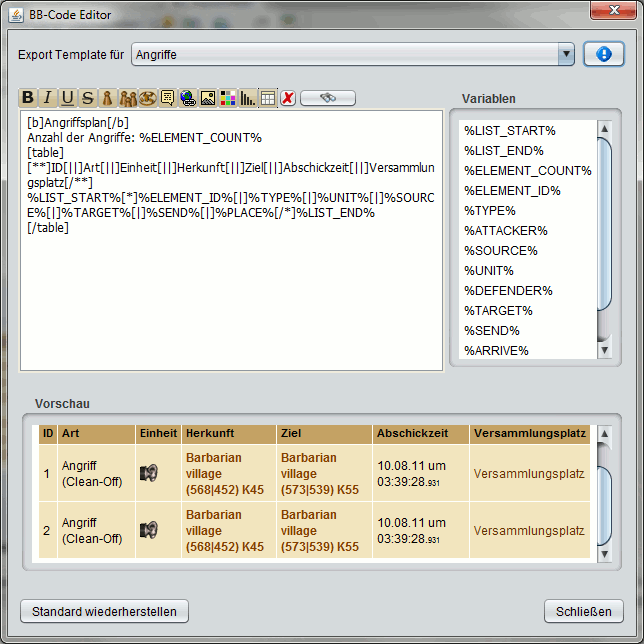 BB-Code Editor
Export Template für Angriffe
B I U S
[b]Angriffsplan[/b]
Anzahl der Angriffe: %ELEMENT_COUNT%
[table]
[**]ID[||]Art[||]Einheit[||]Herkunft[||]Ziel[||]Abschickzeit[||]Versammlun
gsplatz[/**]
%LIST_START%[*]%ELEMENT_ID%[|]%TYPE%[|]%UNIT%[|]%SOURC
E%[|]%TARGET%[|]%SEND%[|]%PLACE%[/*]%LIST_END%
[/table]
Variablen
%LIST_START%
%LIST_END%
%ELEMENT_COUNT%
%ELEMENT_ID%
%TYPE%
%ATTACKER%
%SOURCE%
%UNIT%
%DEFENDER%
%TARGET%
%SEND%
%ARRIVE%
Vorschau
ID Art Einheit Herkunft Ziel Abschickzeit Versammlungsplatz
1 Angriff (Clean-Off) Barbarian village (568|452) K45 Barbarian village (573|539) K55 10.08.11 um 03:39:28.931 Versammlungsplatz
2 Angriff (Clean-Off) Barbarian village (568|452) K45 Barbarian village (573|539) K55 10.08.11 um 03:39:28.931 Versammlungsplatz
Standard wiederherstellen
Schließen